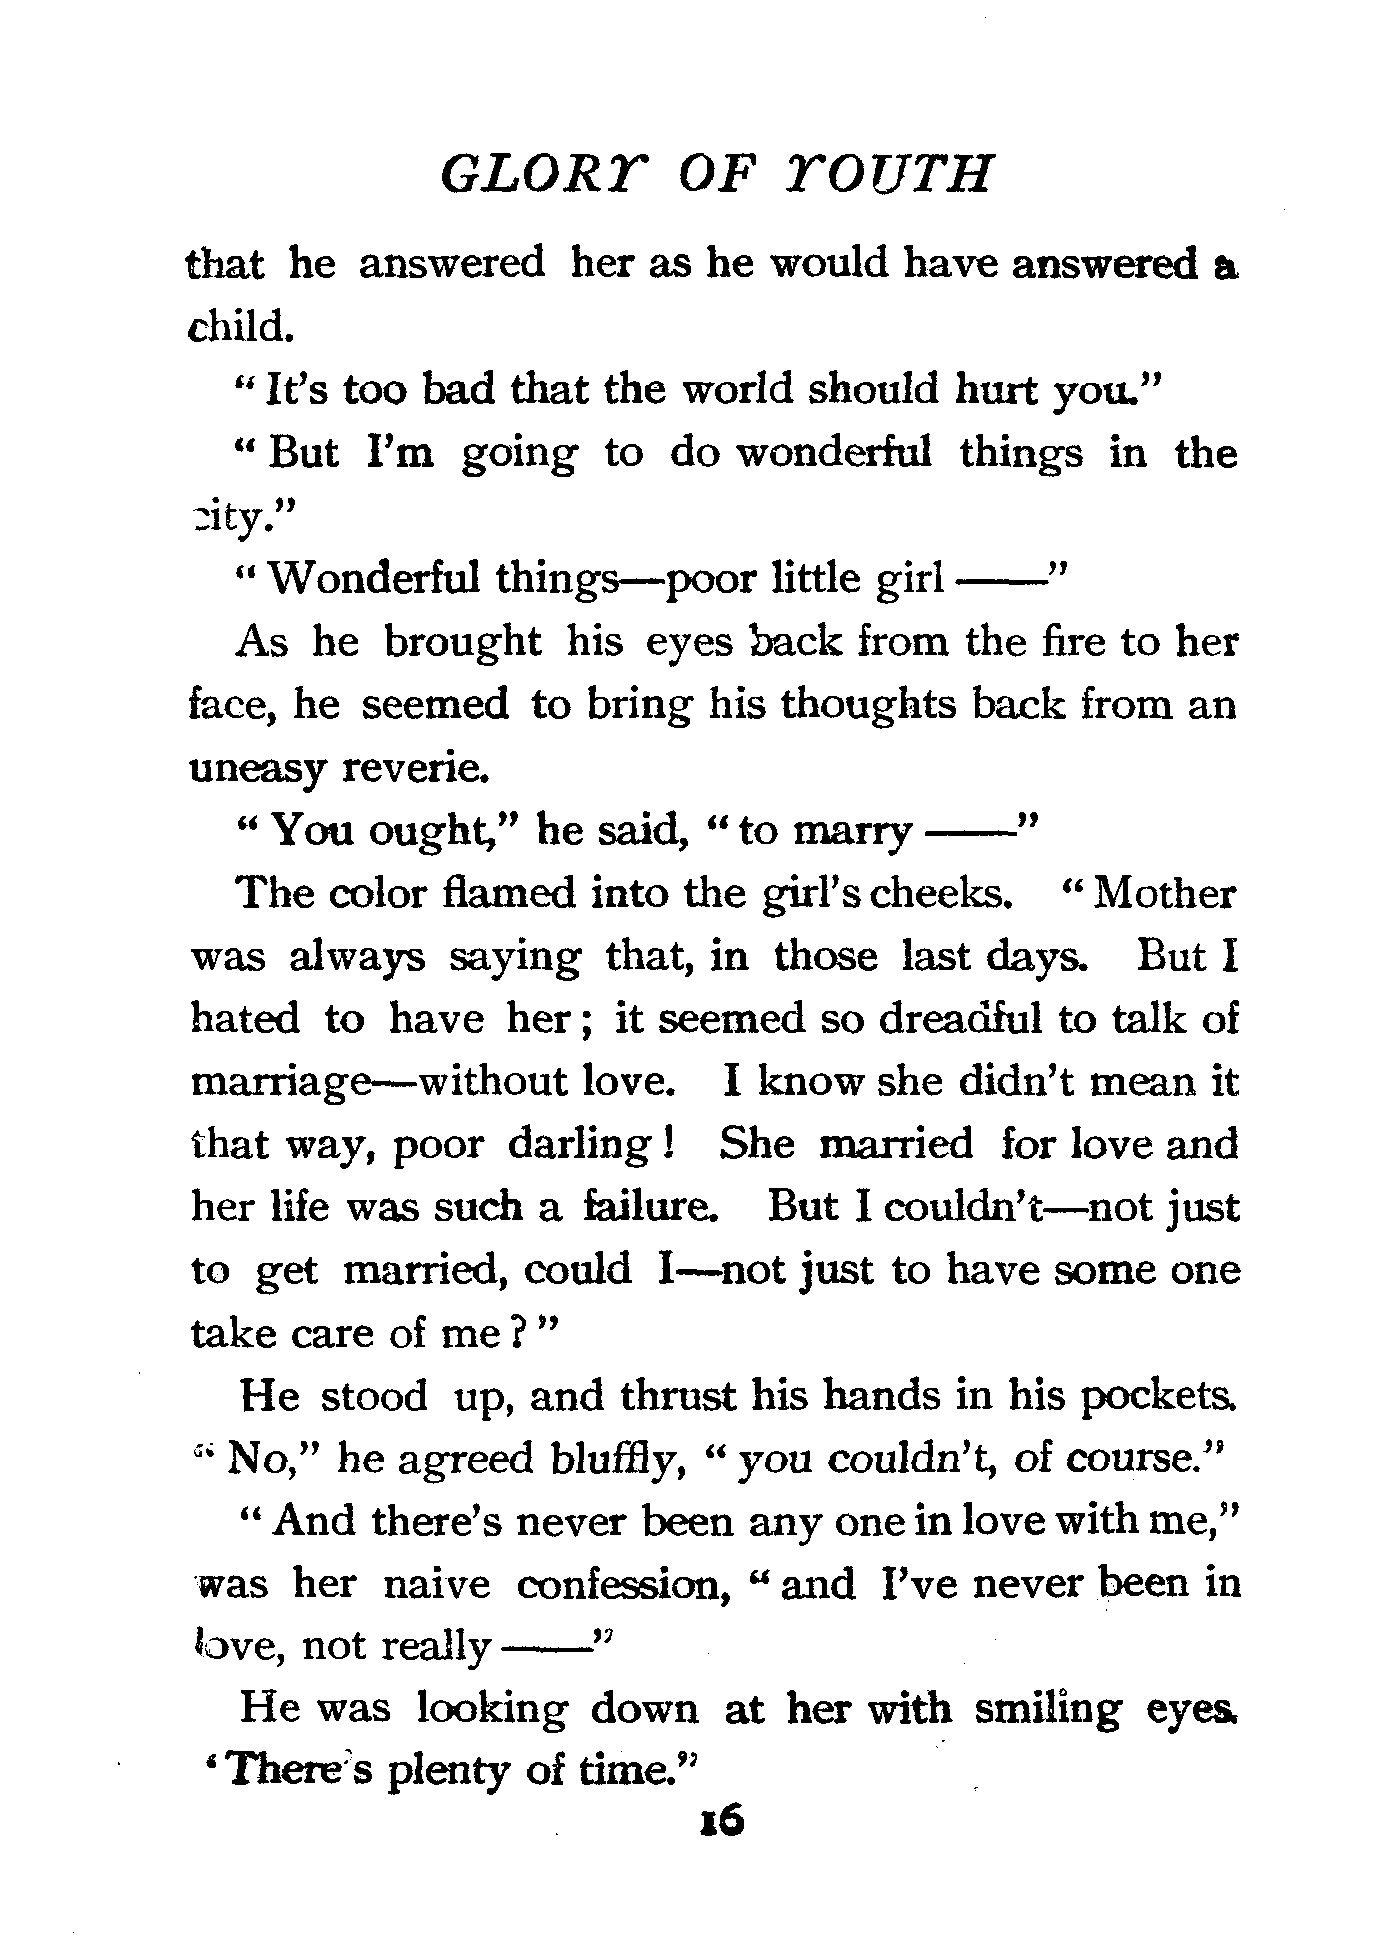 GLORY OF YOUTH
that he answered her as he would have answered a
child.
“ It’s too bad that the world should hurt you.”
“ But I’m going to do wonderful things in the
city.”
“ Wonderful things—poor little girl ——”
As he brought his eyes back from the fire to her
face, he seemed to bring his thoughts back from an
uneasy reverie.
“ You ought,” he said, “ to marry ——”
The color flamed into the girl’s cheeks. “ Mother
was always saying that, in those last days. But I
hated to have her ; it seemed so dreadful to talk of
marriage—without love. I know she didn’t mean it
that way, poor darling ! She married for love and
her life was such a failure. But I couldn’t—not just
to get married, could I—not just to have some one
take care of me ? ”
He stood up, and thrust his hands in his pockets.
“ No,” he agreed bluffly, “ you couldn’t, of course.”
“ And there’s never been any one in love with me,”
was her naive confession, “ and I’ve never been in
love, not really ——”
He was looking down at her with smiling eyes.
‘ There’s plenty of time.”
16